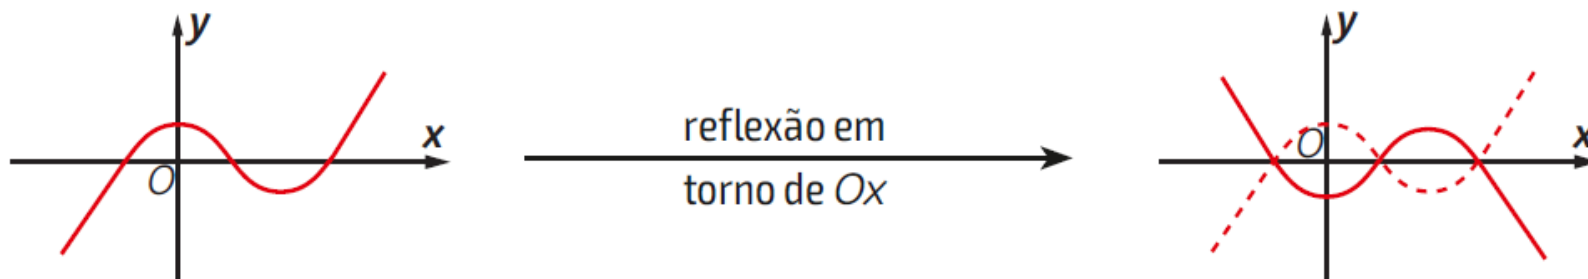 y
x
O
reflexão em
torno de Ox
y
x
O